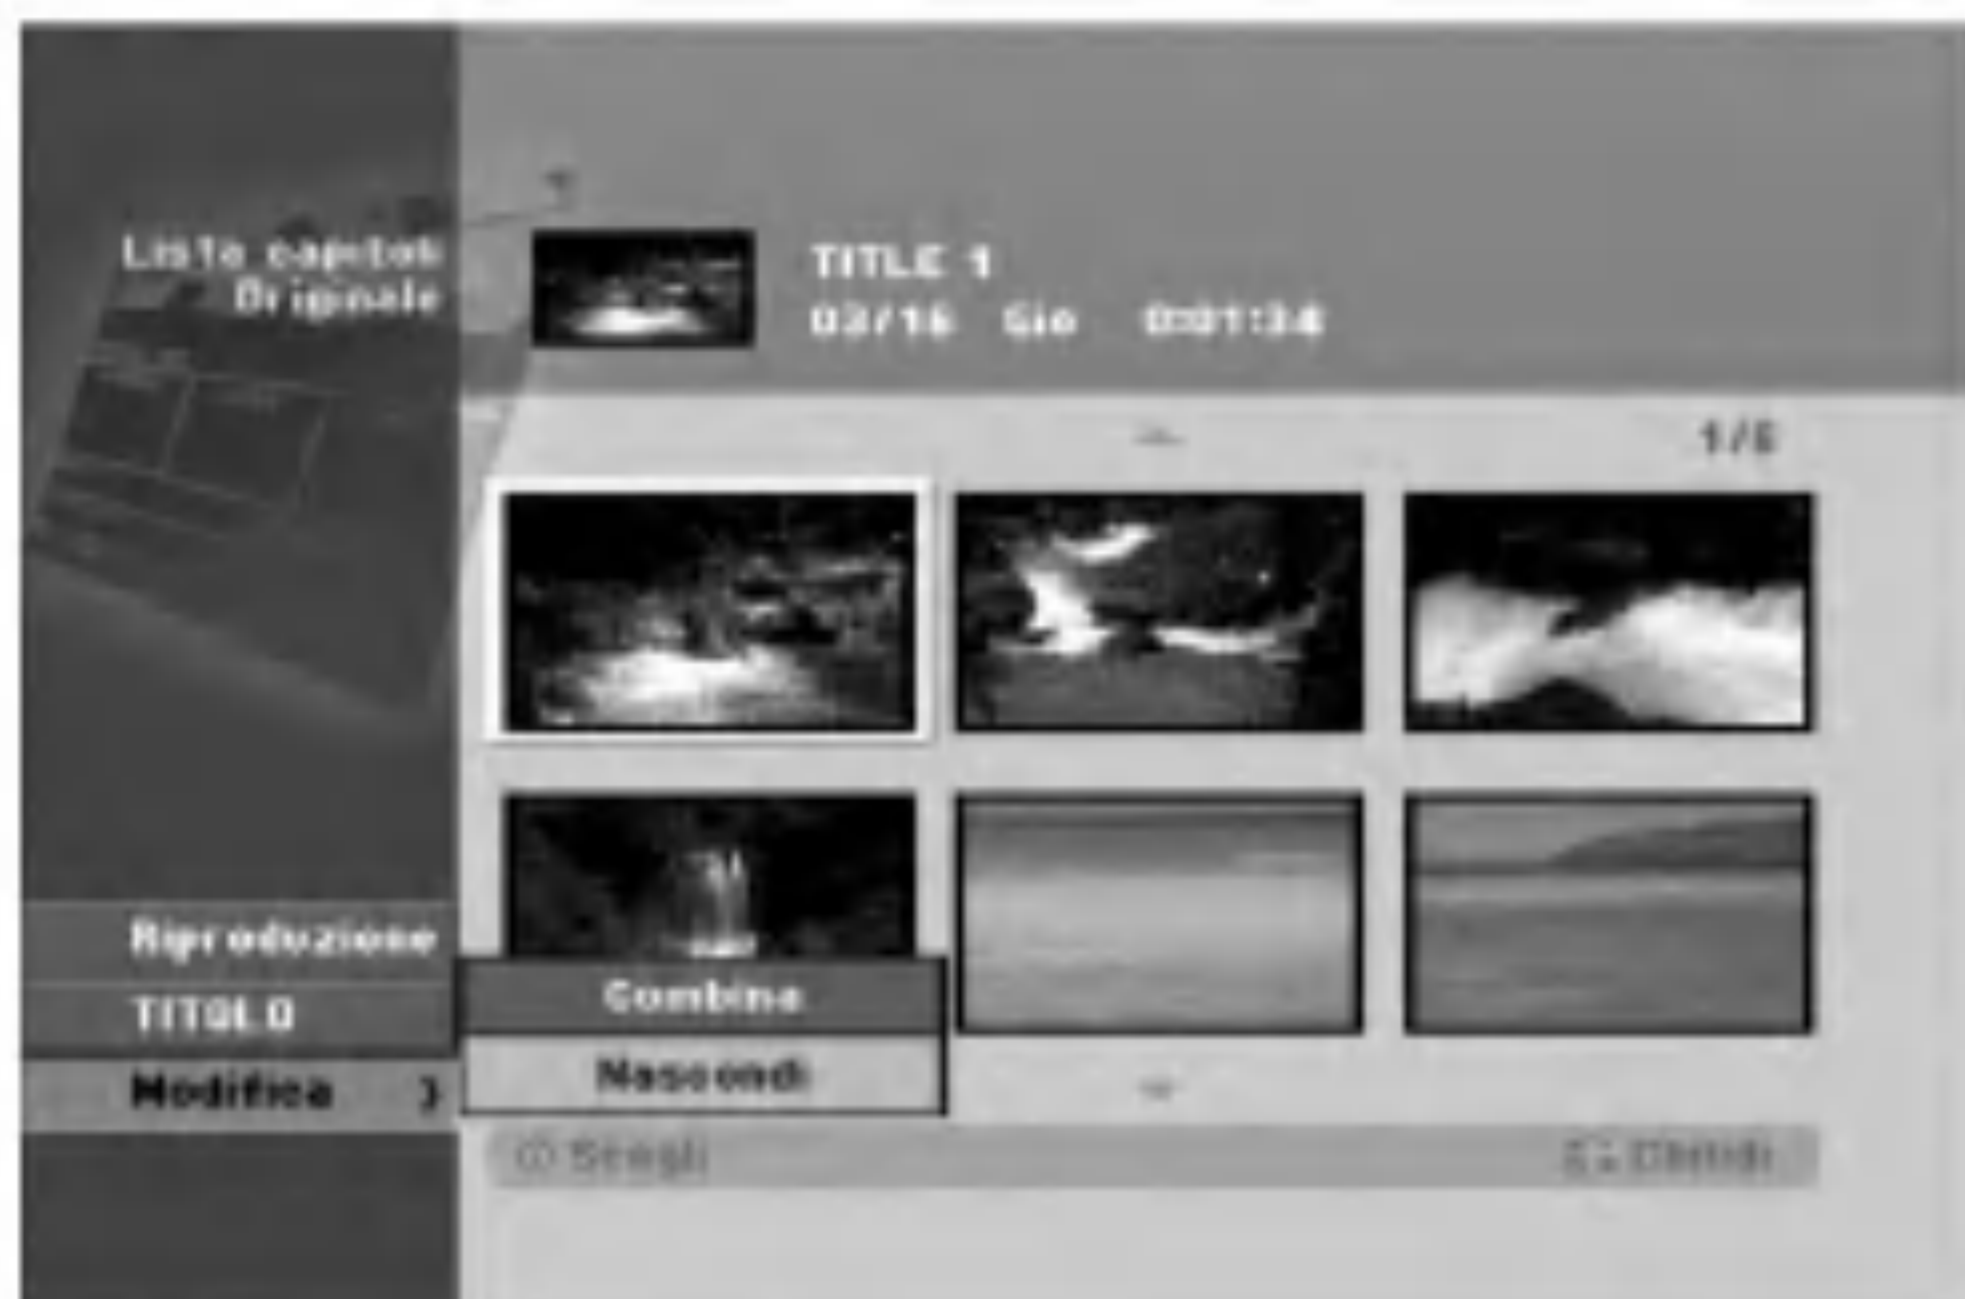 Lista capitoli
Originale
TITLE 1
03/16 Gio 0:01:34
1/6
Riproduzione
TITOLO
Modifica
Combina
Nascondi
Scegli
Chiudi